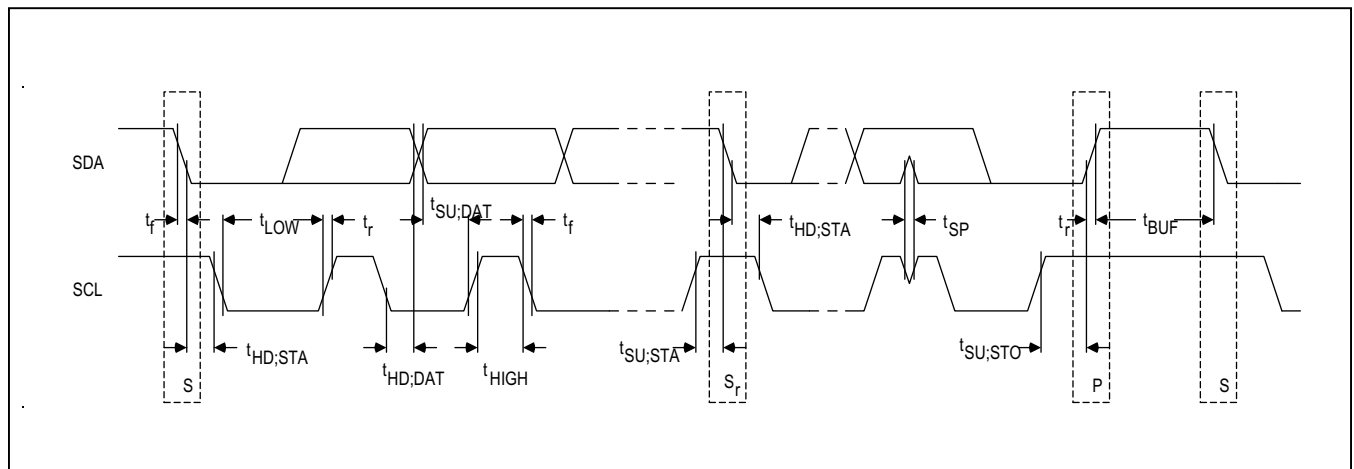 SDA
t_f
t_LOW
t_r
t_SU;DAT
t_f
t_HD;STA
t_SP
t_r
t_BUF
SCL
t_HD;STA
t_HD;DAT
t_HIGH
t_SU;STA
t_SU;STO
S
S_r
P
S